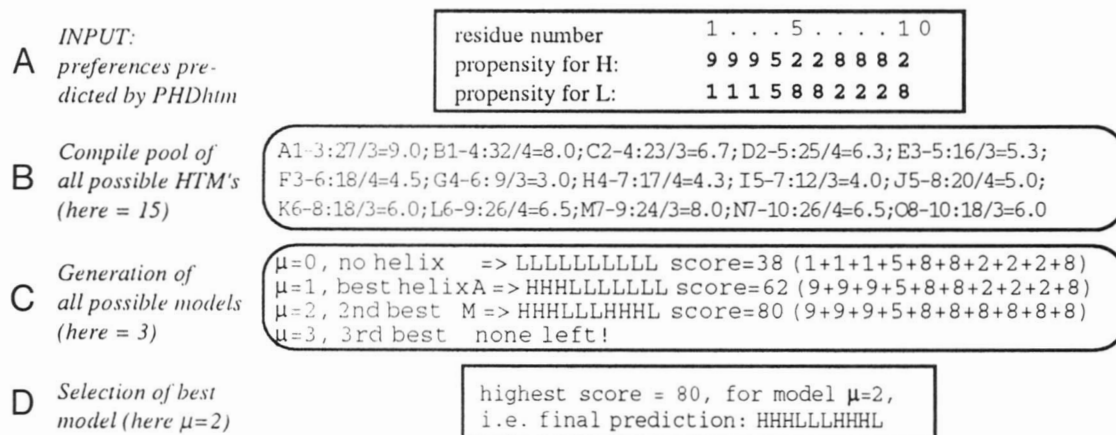 A
INPUT:
preferences pre-
dicted by PHDhtm
residue number 1 . . . 5 . . . . 1 0
propensity for H: 9 9 9 5 2 2 8 8 8 2
propensity for L: 1 1 1 5 8 8 2 2 2 8
B
Compile pool of
all possible HTM's
(here = 15)
A1-3:27/3=9.0;B1-4:32/4=8.0;C2-4:23/3=6.7;D2-5:25/4=6.3;E3-5:16/3=5.3;
F3-6:18/4=4.5;G4-6:9/3=3.0;H4-7:17/4=4.3;I5-7:12/3=4.0;J5-8:20/4=5.0;
K6-8:18/3=6.0;L6-9:26/4=6.5;M7-9:24/3=8.0;N7-10:26/4=6.5;O8-10:18/3=6.0
C
Generation of
all possible models
(here = 3)
μ=0, no helix => LLLLLLLLLL score=38 (1+1+1+5+8+8+2+2+2+8)
μ=1, best helixA => HHHLLLLLLL score=62 (9+9+9+5+8+8+2+2+2+8)
μ=2, 2nd best M => HHHLLLHHHL score=80 (9+9+9+5+8+8+8+8+8+8)
μ=3, 3rd best none left!
D
Selection of best
model (here μ=2)
highest score = 80, for model μ=2,
i.e. final prediction: HHHLLLHHHL